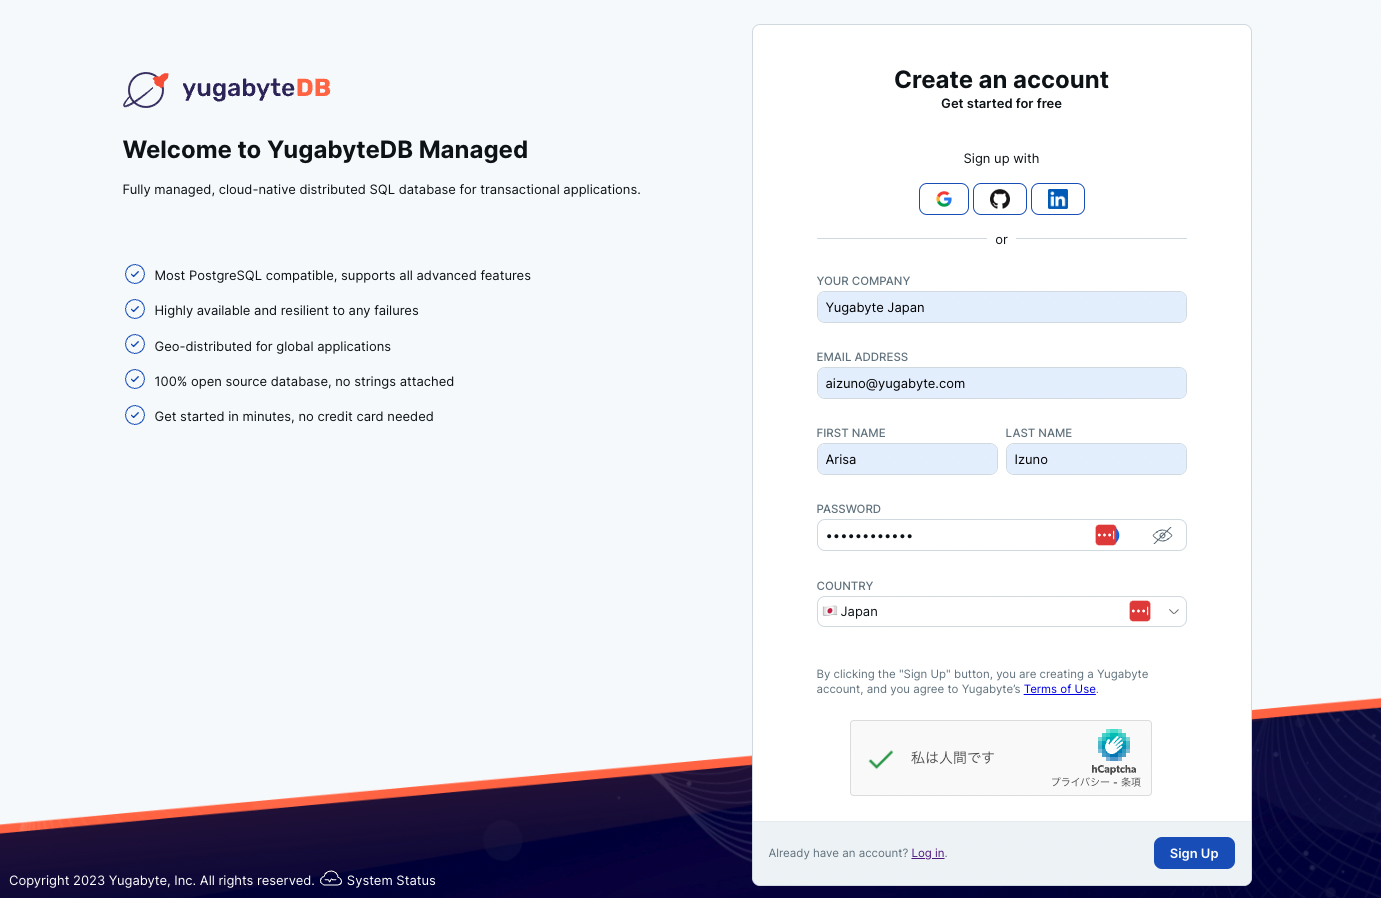 yugabyteDB
Welcome to YugabyteDB Managed
Fully managed, cloud-native distributed SQL database for transactional applications.
Most PostgreSQL compatible, supports all advanced features
Highly available and resilient to any failures
Geo-distributed for global applications
100% open source database, no strings attached
Get started in minutes, no credit card needed
Create an account
Get started for free
Sign up with
or
YOUR COMPANY
Yugabyte Japan
EMAIL ADDRESS
aizuno@yugabyte.com
FIRST NAME
LAST NAME
Arisa
Izuno
PASSWORD
••••••••••••
COUNTRY
Japan
By clicking the "Sign Up" button, you are creating a Yugabyte
account, and you agree to Yugabyte’s Terms of Use.
私は人間です
hCaptcha
プライバシー - 条項
Already have an account? Log in.
Sign Up
Copyright 2023 Yugabyte, Inc. All rights reserved. System Status